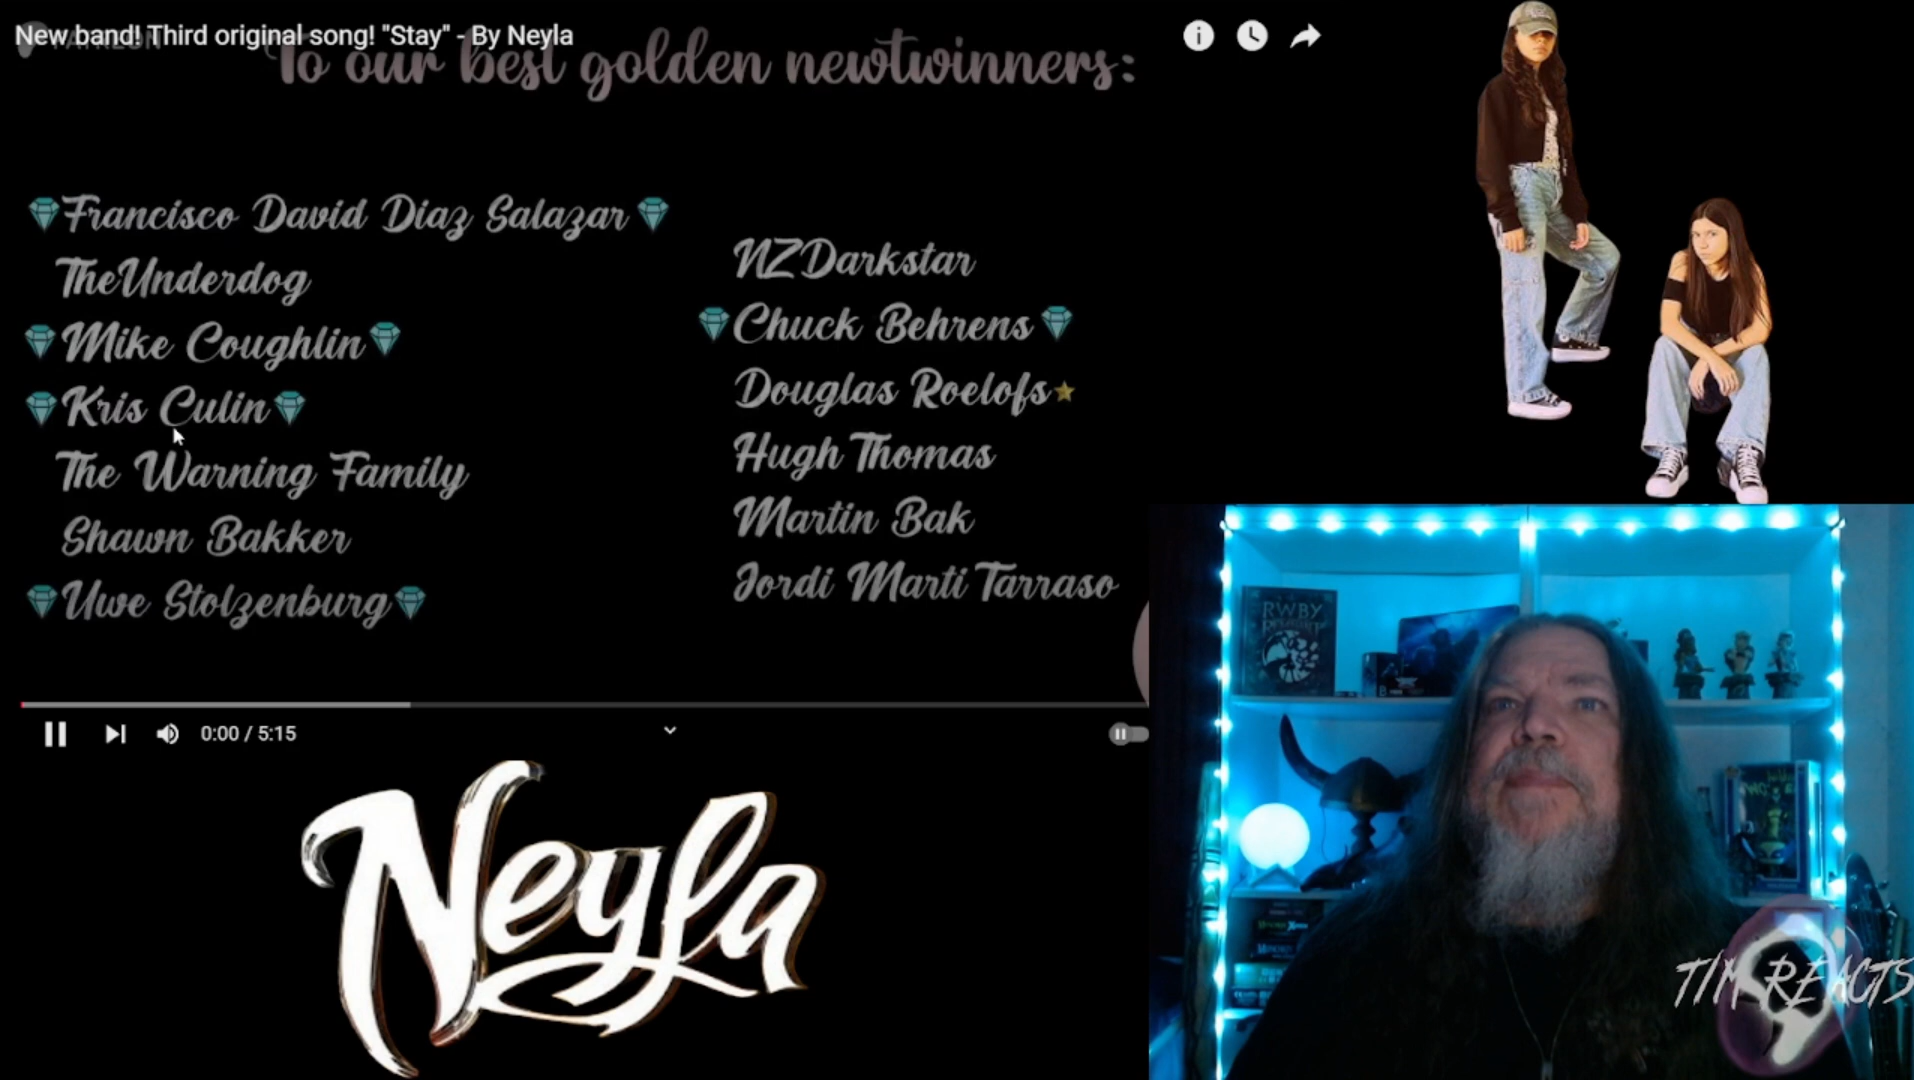 New band! Third original song! "Stay" - By Neyla
To our best golden newtwinners:
Francisco David Diaz Salazar
TheUnderdog
Mike Coughlin
Kris Culin
The Warning Family
Shawn Bakker
Uwe Stolzenburg
NZDarkstar
Chuck Behrens
Douglas Roelofs
Hugh Thomas
Martin Bak
Jordi Marti Tarraso
0:00 / 5:15
Neyla
RWBY
TIM REACTS